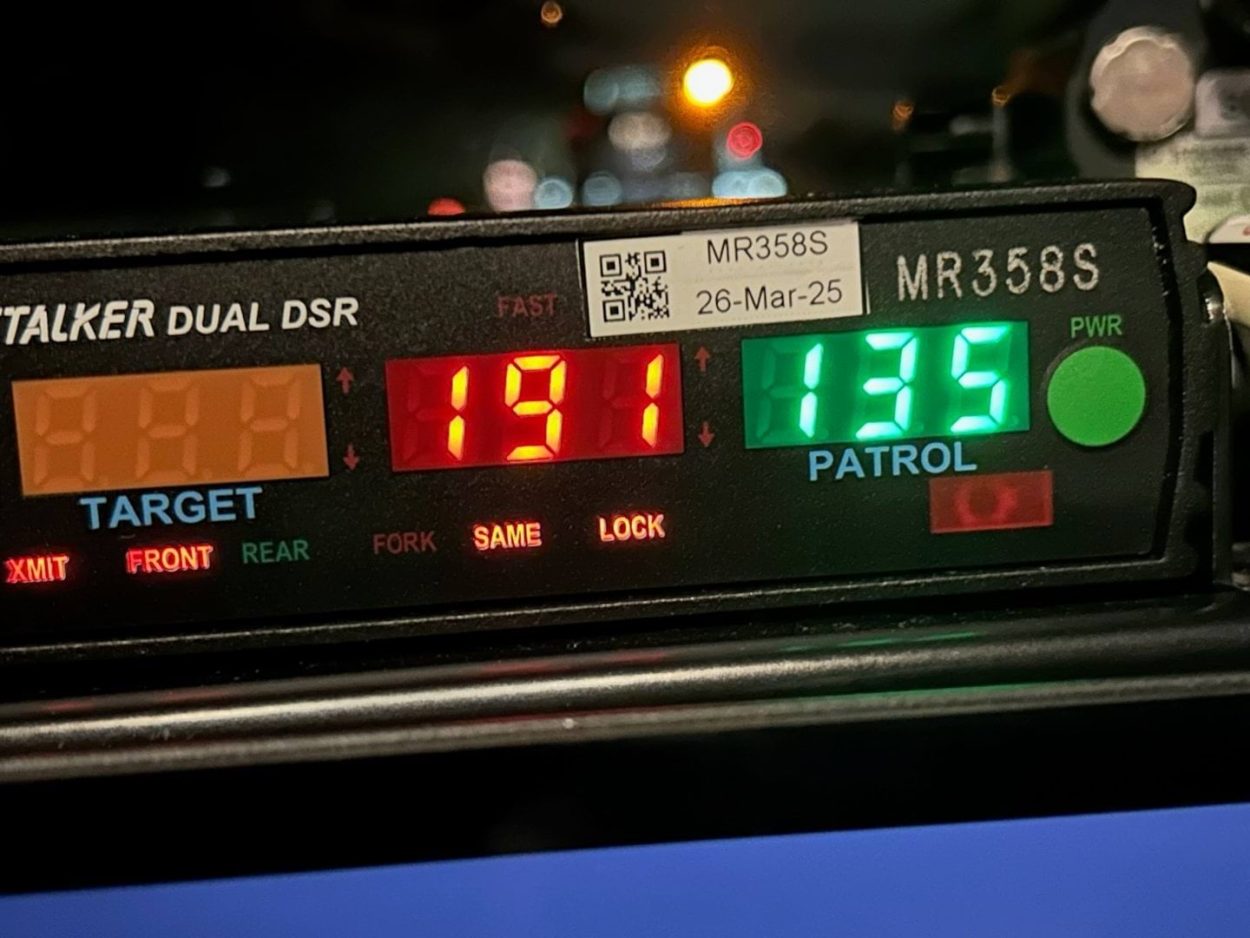 STALKER DUAL DSR
FAST
MR358S
26-Mar-25
MR358S
PWR
191
135
TARGET
PATROL
XMIT FRONT REAR
FORK SAME LOCK